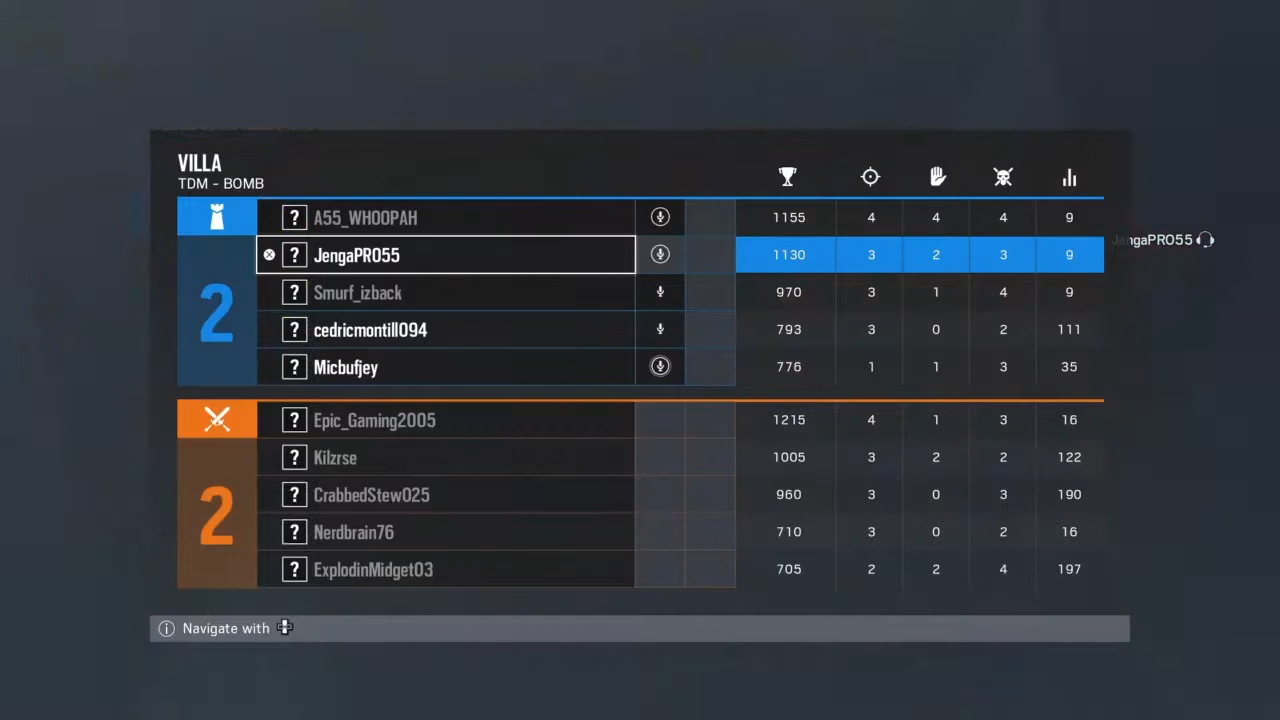 VILLA
TDM - BOMB
? A55_WHOOPAH 1155 4 4 4 9
? JengaPRO55 1130 3 2 3 9
JengaPRO55
? Smurf_izback 970 3 1 4 9
2
? cedricmontill094 793 3 0 2 111
? Micbufjey 776 1 1 3 35
? Epic_Gaming2005 1215 4 1 3 16
? Kilzrse 1005 3 2 2 122
? CrabbedStew025 960 3 0 3 190
2
? Nerdbrain76 710 3 0 2 16
? ExplodinMidget03 705 2 2 4 197
Navigate with